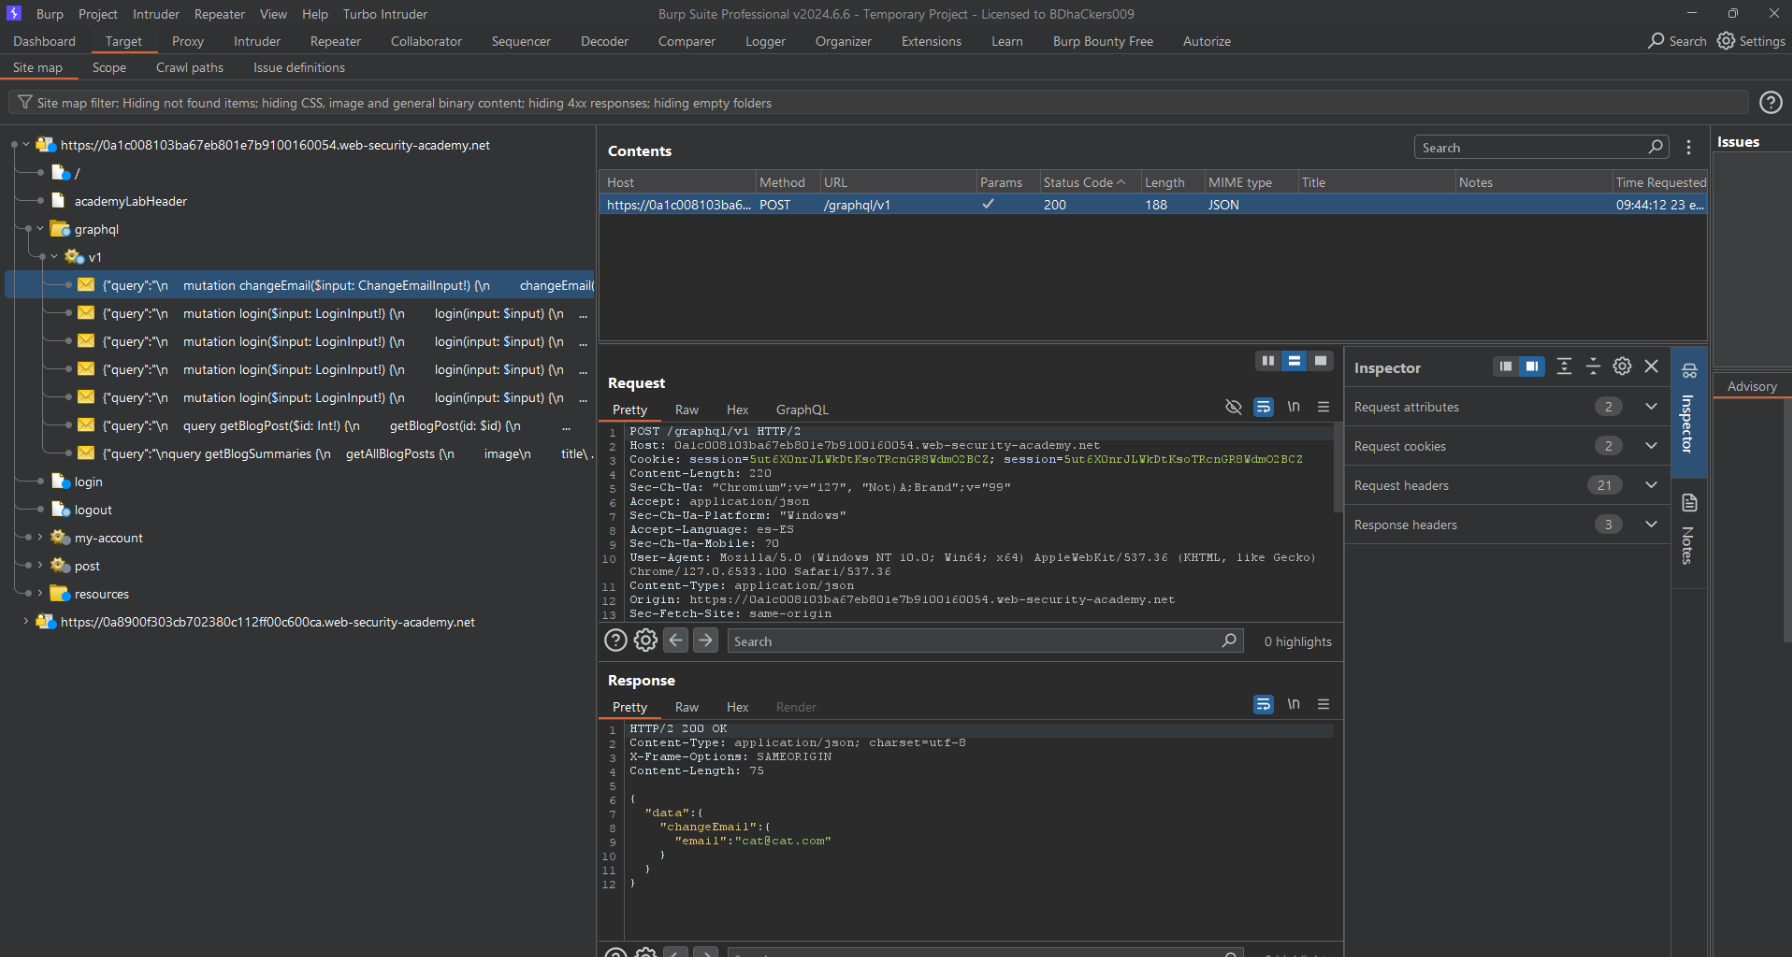 Burp Project Intruder Repeater View Help Turbo Intruder
Burp Suite Professional v2024.6.6 - Temporary Project - Licensed to BDhaCkers009
Dashboard Target Proxy Intruder Repeater Collaborator Sequencer Decoder Comparer Logger Organizer Extensions Learn Burp Bounty Free Autorize
Search Settings
Site map Scope Crawl paths Issue definitions
Site map filter: Hiding not found items; hiding CSS, image and general binary content; hiding 4xx responses; hiding empty folders
https://0a1c008103ba67eb801e7b9100160054.web-security-academy.net
/
academyLabHeader
graphql
v1
{"query":"\n    mutation changeEmail($input: ChangeEmailInput!) {\n        changeEmail(
{"query":"\n    mutation login($input: LoginInput!) {\n        login(input: $input) {\n    ...
{"query":"\n    mutation login($input: LoginInput!) {\n        login(input: $input) {\n    ...
{"query":"\n    mutation login($input: LoginInput!) {\n        login(input: $input) {\n    ...
{"query":"\n    mutation login($input: LoginInput!) {\n        login(input: $input) {\n    ...
{"query":"\n    query getBlogPost($id: Int!) {\n        getBlogPost(id: $id) {\n    ...
{"query":"\nquery getBlogSummaries {\n    getAllBlogPosts {\n        image\n        title\ .
login
logout
my-account
post
resources
https://0a8900f303cb702380c112ff00c600ca.web-security-academy.net
Contents
Search
Host Method URL Params Status Code Length MIME type Title Notes Time Requested
https://0a1c008103ba6... POST /graphql/v1 200 188 JSON 09:44:12 23 e...
Request
Pretty Raw Hex GraphQL
\n
1 POST /graphql/v1 HTTP/2
2 Host: 0a1c008103ba67eb801e7b9100160054.web-security-academy.net
3 Cookie: session=5ut6X0nrJLWkDtKsoTRcnGR8WdmO2BCZ; session=5ut6X0nrJLWkDtKsoTRcnGR8WdmO2BCZ
4 Content-Length: 220
5 Sec-Ch-Ua: "Chromium";v="127", "Not)A;Brand";v="99"
6 Accept: application/json
7 Sec-Ch-Ua-Platform: "Windows"
8 Accept-Language: es-ES
9 Sec-Ch-Ua-Mobile: ?0
10 User-Agent: Mozilla/5.0 (Windows NT 10.0; Win64; x64) AppleWebKit/537.36 (KHTML, like Gecko)
Chrome/127.0.6533.100 Safari/537.36
11 Content-Type: application/json
12 Origin: https://0a1c008103ba67eb801e7b9100160054.web-security-academy.net
13 Sec-Fetch-Site: same-origin
Search
0 highlights
Response
Pretty Raw Hex Render
\n
1 HTTP/2 200 OK
2 Content-Type: application/json; charset=utf-8
3 X-Frame-Options: SAMEORIGIN
4 Content-Length: 75
5
6 {
7 "data":{
8 "changeEmail":{
9 "email":"cat@cat.com"
10 }
11 }
12 }
Inspector
Request attributes 2
Request cookies 2
Request headers 21
Response headers 3
Inspector
Notes
Issues
Advisory